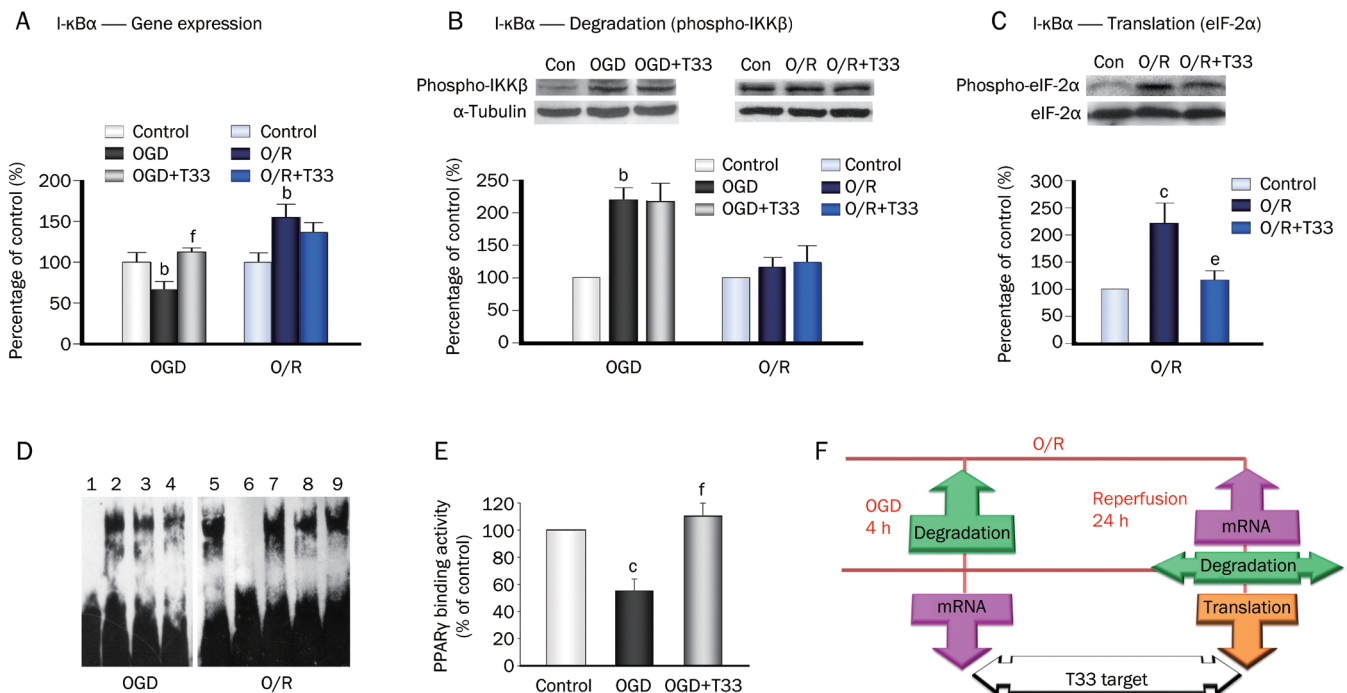 A I-κBα — Gene expression
Control Control
OGD O/R
OGD+T33 O/R+T33
Percentage of control (%)
200
150
100
50
0
b
f
b
OGD O/R
B I-κBα — Degradation (phospho-IKKβ)
Con OGD OGD+T33 Con O/R O/R+T33
Phospho-IKKβ
α-Tubulin
Control Control
OGD O/R
OGD+T33 O/R+T33
Percentage of control (%)
250
200
150
100
50
0
b
OGD O/R
C I-κBα — Translation (eIF-2α)
Con O/R O/R+T33
Phospho-eIF-2α
eIF-2α
Control
O/R
O/R+T33
Percentage of control (%)
300
250
200
150
100
50
0
c
e
O/R
D
1 2 3 4 5 6 7 8 9
OGD O/R
E
PPARγ binding activity
(% of control)
120
100
80
60
40
20
0
c
f
Control OGD OGD+T33
F
O/R
OGD
4 h
Reperfusion
24 h
Degradation
mRNA
mRNA
Degradation
Translation
T33 target